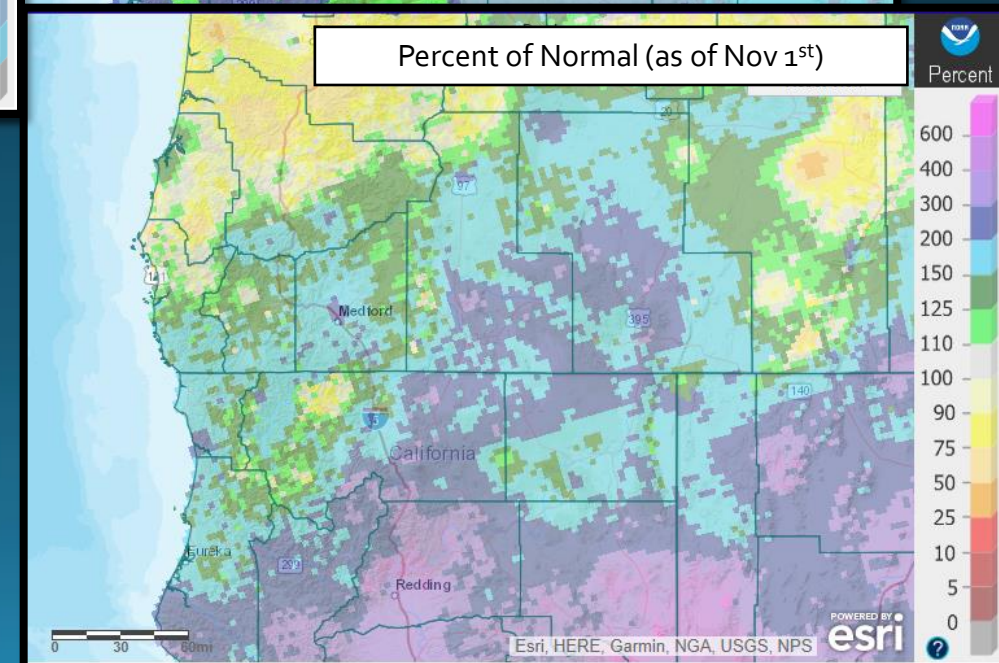 Percent of Normal (as of Nov 1st)
NOAA
Percent
600
400
300
200
150
125
110
100
90
75
50
25
10
5
0
97
101
Medford
395
140
5
California
Eureka
299
Redding
0 30 60mi
Esri, HERE, Garmin, NGA, USGS, NPS
POWERED BY
esri
?